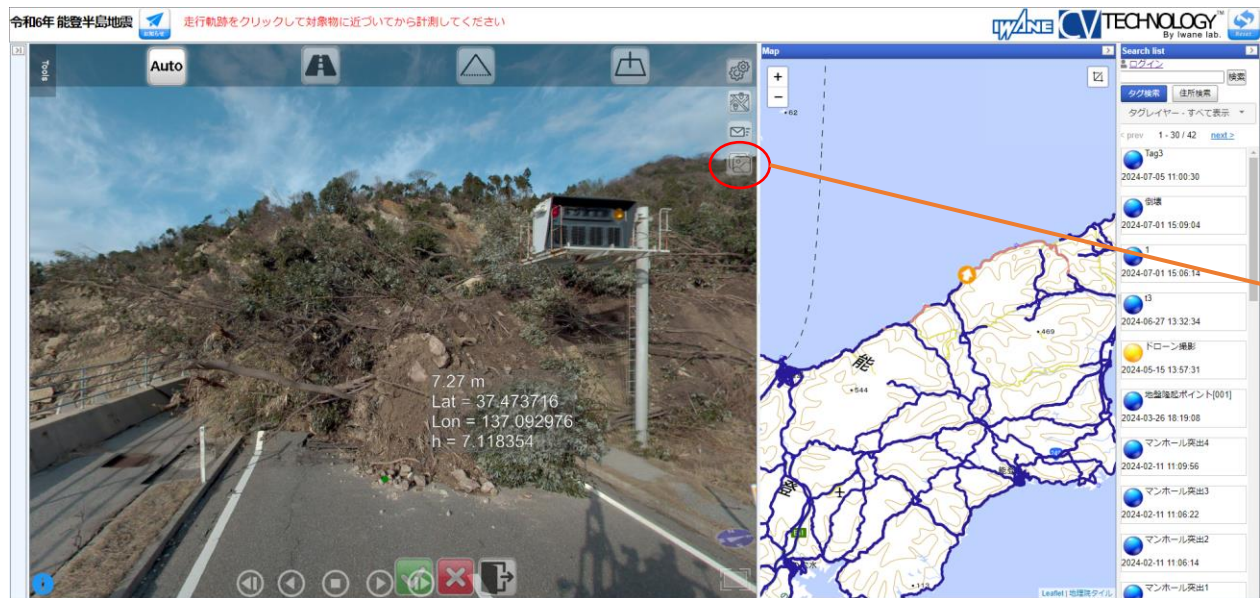 令和6年 能登半島地震
お知らせ
走行軌跡をクリックして対象物に近づいてから計測してください
IWANE CV TECHNOLOGY™
By Iwane lab.
Reset
Tools
Auto
7.27 m
Lat = 37.473716
Lon = 137.092976
h = 7.118354
Map
+
−
•62
能
•469
•544
登
Leaflet | 地理院タイル
Search list
ログイン
検索
タグ検索
住所検索
タグレイヤー - すべて表示
< prev 1 - 30 / 42 next >
Tag3
2024-07-05 11:00:30
倒壊
2024-07-01 15:09:04
1
2024-07-01 15:06:14
t3
2024-06-27 13:32:34
ドローン撮影
2024-05-15 13:57:31
地盤隆起ポイント[001]
2024-03-26 18:19:08
マンホール突出4
2024-02-11 11:09:56
マンホール突出3
2024-02-11 11:06:22
マンホール突出2
2024-02-11 11:06:14
マンホール突出1